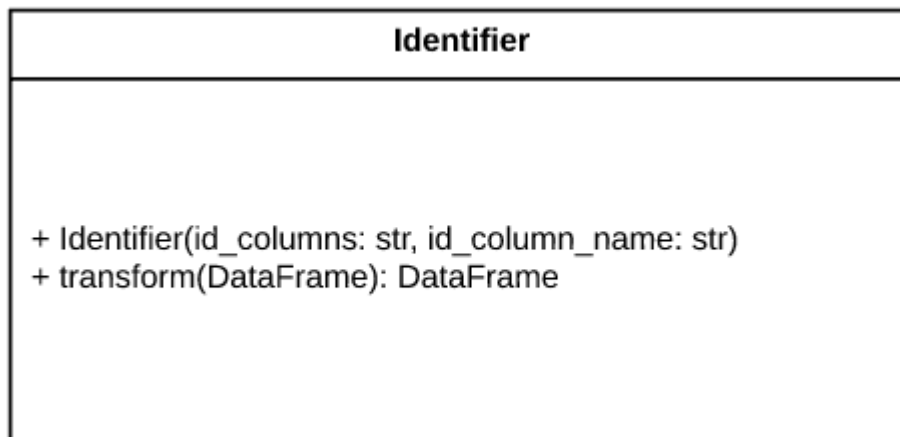 Identifier
+ Identifier(id_columns: str, id_column_name: str)
+ transform(DataFrame): DataFrame